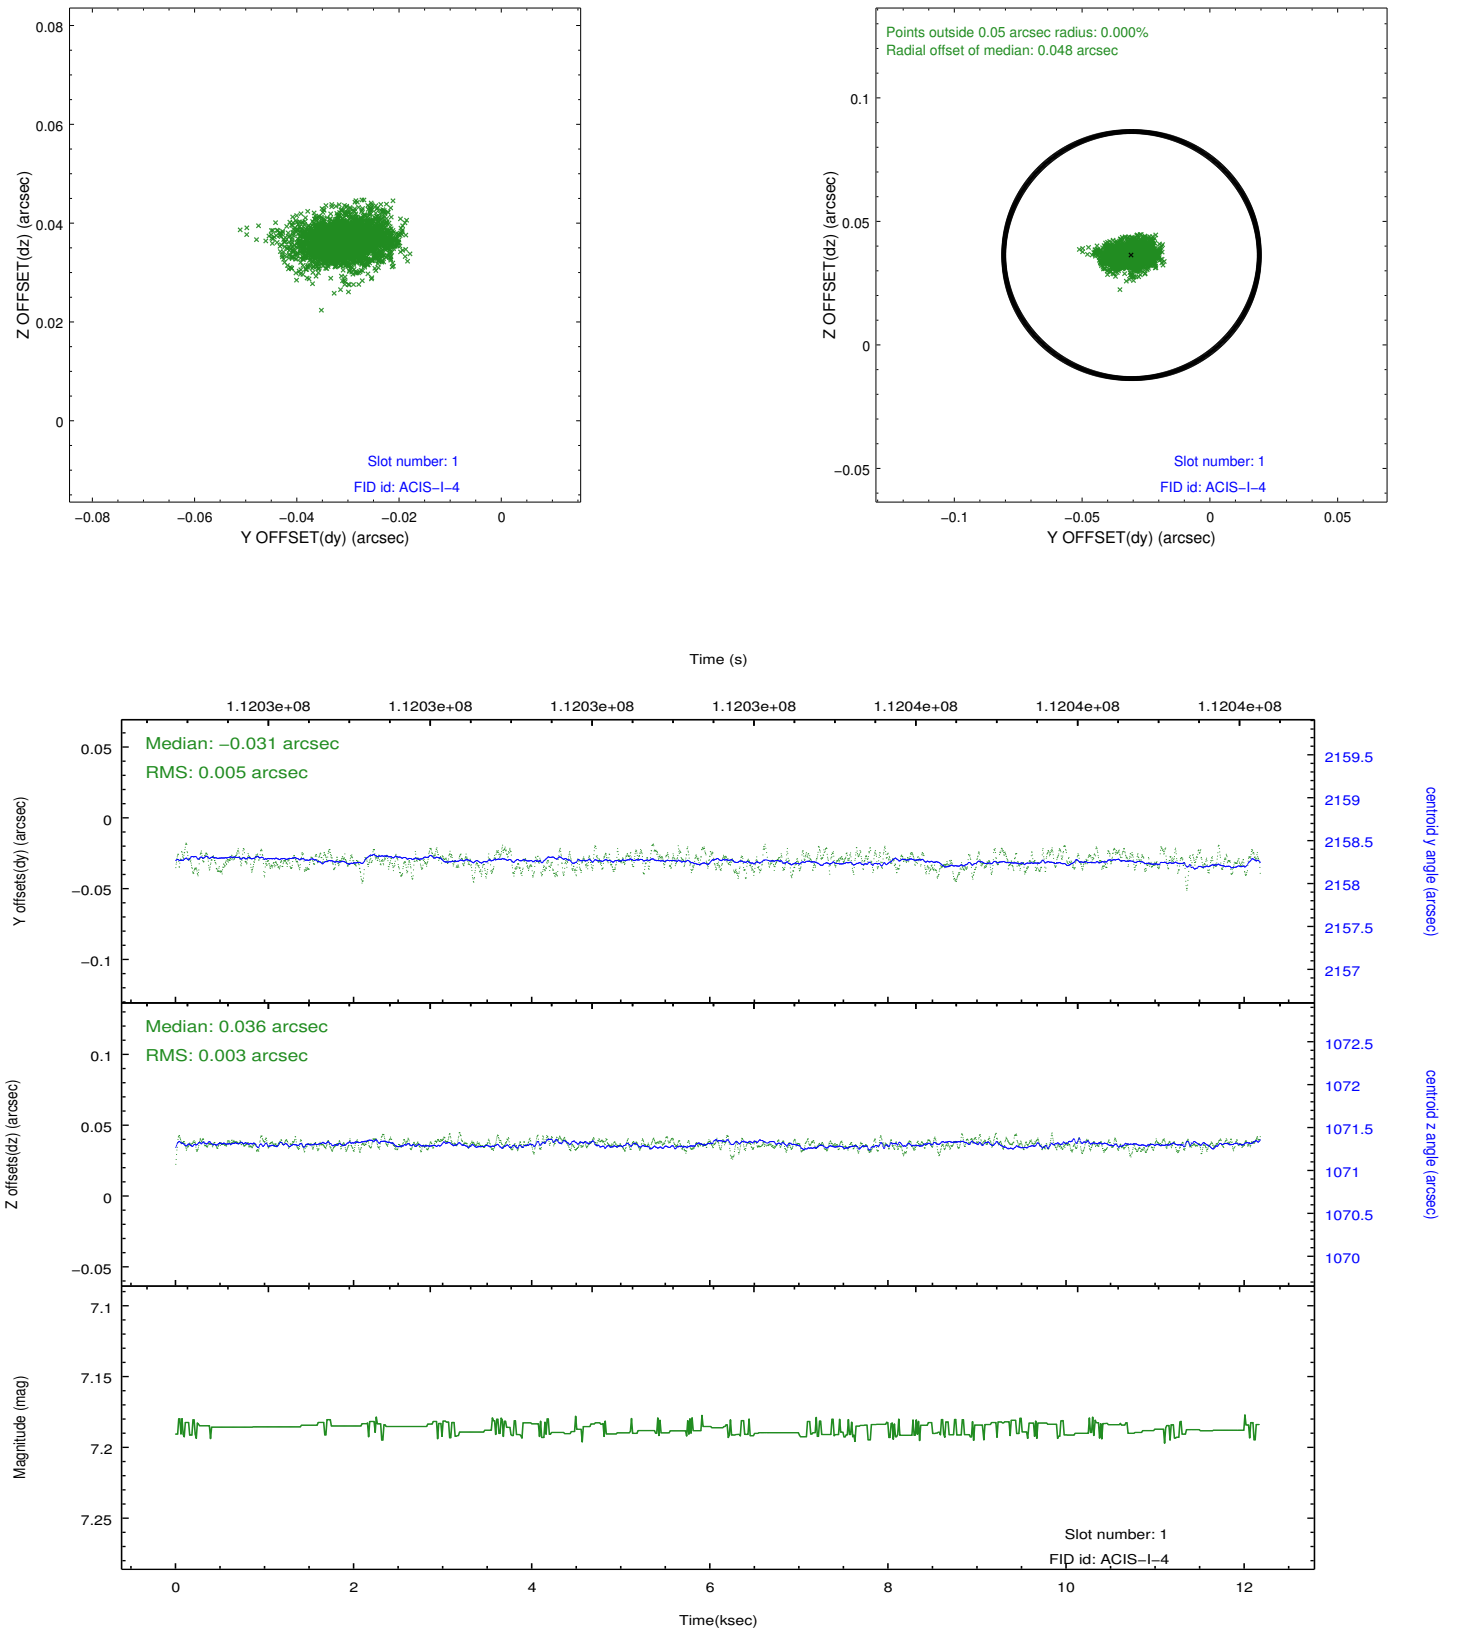 0.08
0.06
0.04
0.02
0
Z OFFSET(dz) (arcsec)
Slot number: 1
FID id: ACIS−I−4
−0.08 −0.06 −0.04 −0.02 0
Y OFFSET(dy) (arcsec)
Points outside 0.05 arcsec radius: 0.000%
Radial offset of median: 0.048 arcsec
0.1
0.05
0
−0.05
Z OFFSET(dz) (arcsec)
Slot number: 1
FID id: ACIS−I−4
−0.1 −0.05 0 0.05
Y OFFSET(dy) (arcsec)
Time (s)
1.1203e+08 1.1203e+08 1.1203e+08 1.1203e+08 1.1204e+08 1.1204e+08 1.1204e+08
Median: −0.031 arcsec
RMS: 0.005 arcsec
0.05
0
−0.05
−0.1
Y offsets(dy) (arcsec)
2159.5
2159
2158.5
2158
2157.5
2157
centroid y angle (arcsec)
Median: 0.036 arcsec
RMS: 0.003 arcsec
0.1
0.05
0
−0.05
Z offsets(dz) (arcsec)
1072.5
1072
1071.5
1071
1070.5
1070
centroid z angle (arcsec)
7.1
7.15
7.2
7.25
Magnitude (mag)
Slot number: 1
FID id: ACIS−I−4
0 2 4 6 8 10 12
Time(ksec)